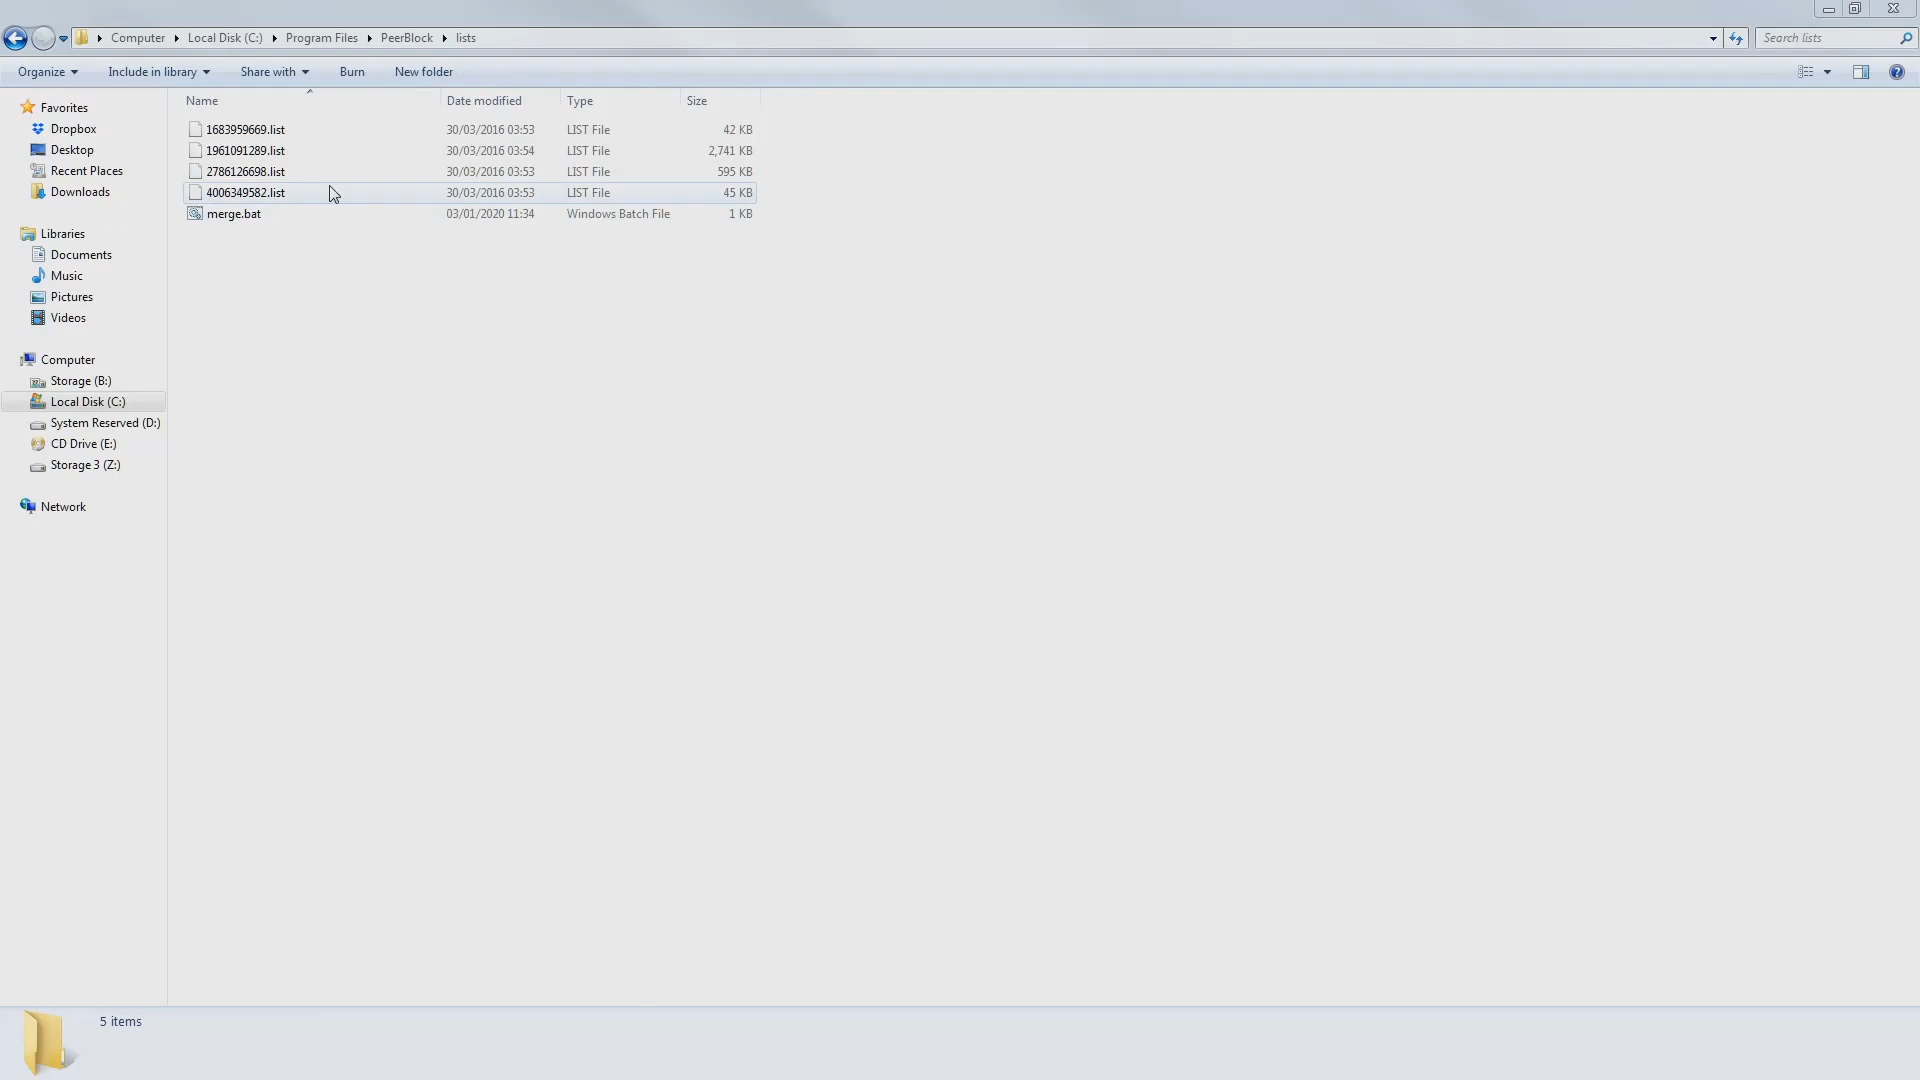 Computer Local Disk (C:) Program Files PeerBlock lists
Search lists
Organize Include in library Share with Burn New folder
Name Date modified Type Size
1683959669.list 30/03/2016 03:53 LIST File 42 KB
1961091289.list 30/03/2016 03:54 LIST File 2,741 KB
2786126698.list 30/03/2016 03:53 LIST File 595 KB
4006349582.list 30/03/2016 03:53 LIST File 45 KB
merge.bat 03/01/2020 11:34 Windows Batch File 1 KB
Favorites
Dropbox
Desktop
Recent Places
Downloads
Libraries
Documents
Music
Pictures
Videos
Computer
Storage (B:)
Local Disk (C:)
System Reserved (D:)
CD Drive (E:)
Storage 3 (Z:)
Network
5 items